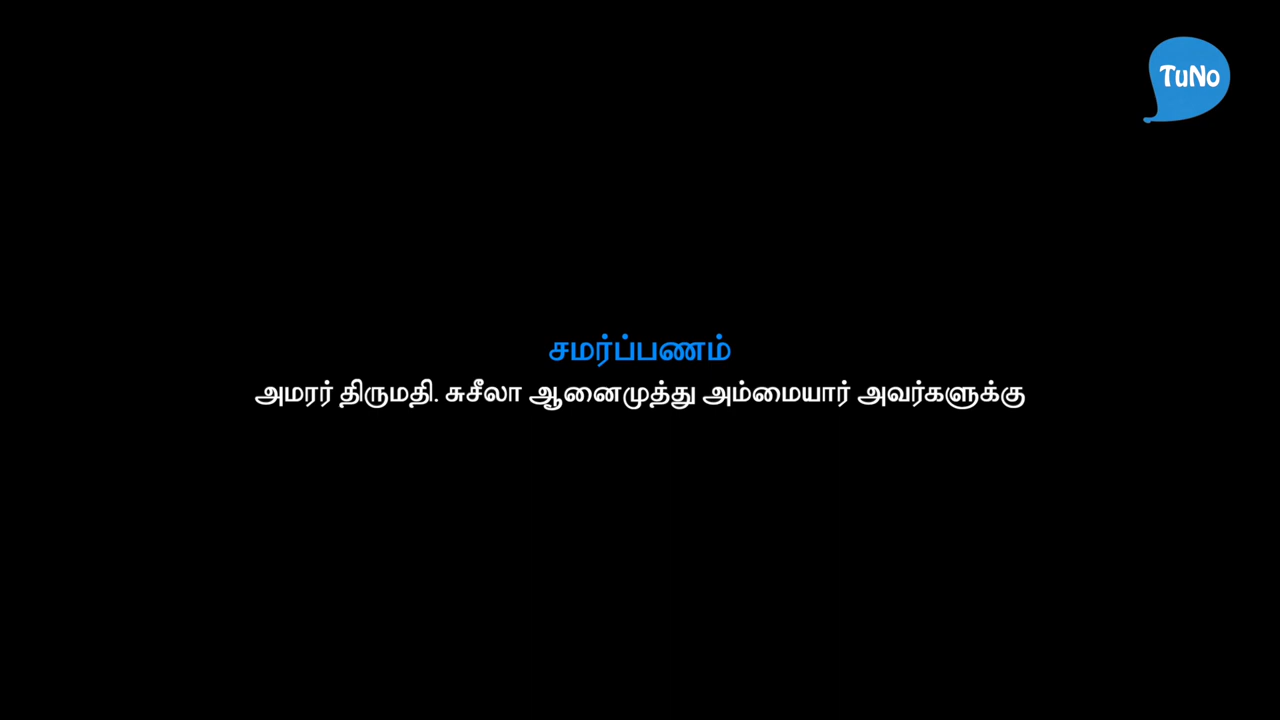 TuNo
சமர்ப்பணம்
அமரர் திருமதி. சுசீலா ஆனைமுத்து அம்மையார் அவர்களுக்கு